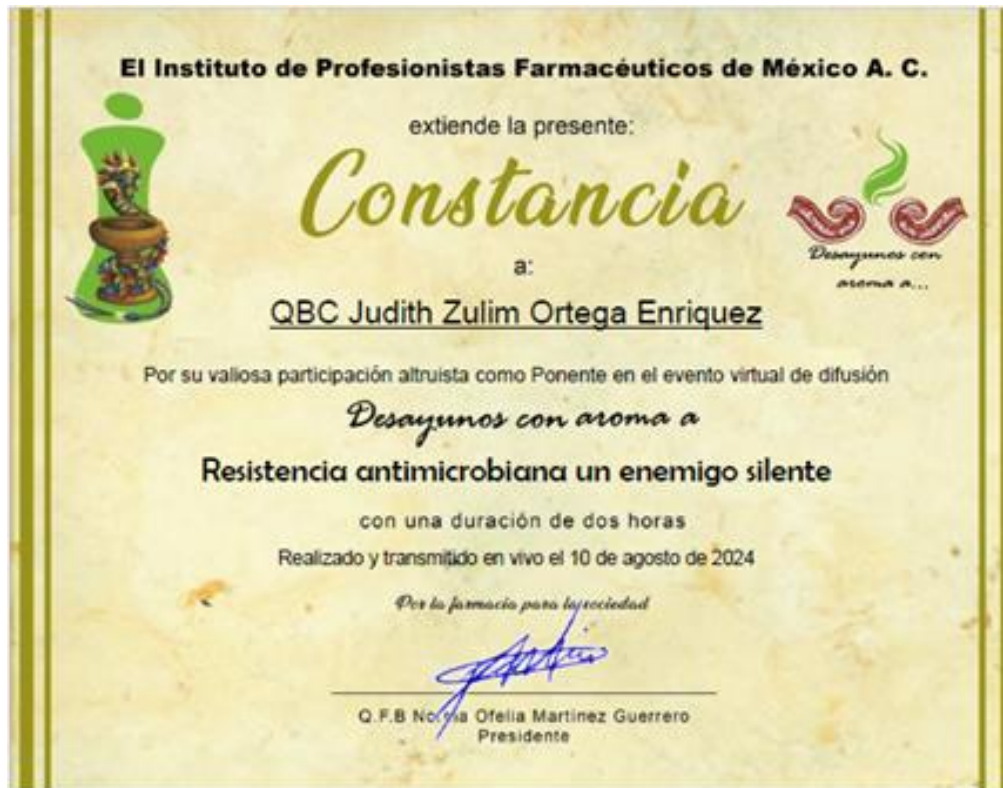 El Instituto de Profesionistas Farmacéuticos de México A. C.
extiende la presente:
Constancia
Desayunos con
aroma a...
a:
QBC Judith Zulim Ortega Enriquez
Por su valiosa participación altruista como Ponente en el evento virtual de difusión
Desayunos con aroma a
Resistencia antimicrobiana un enemigo silente
con una duración de dos horas
Realizado y transmitido en vivo el 10 de agosto de 2024
Por la farmacia para la sociedad
Q.F.B Norma Ofelia Martinez Guerrero
Presidente